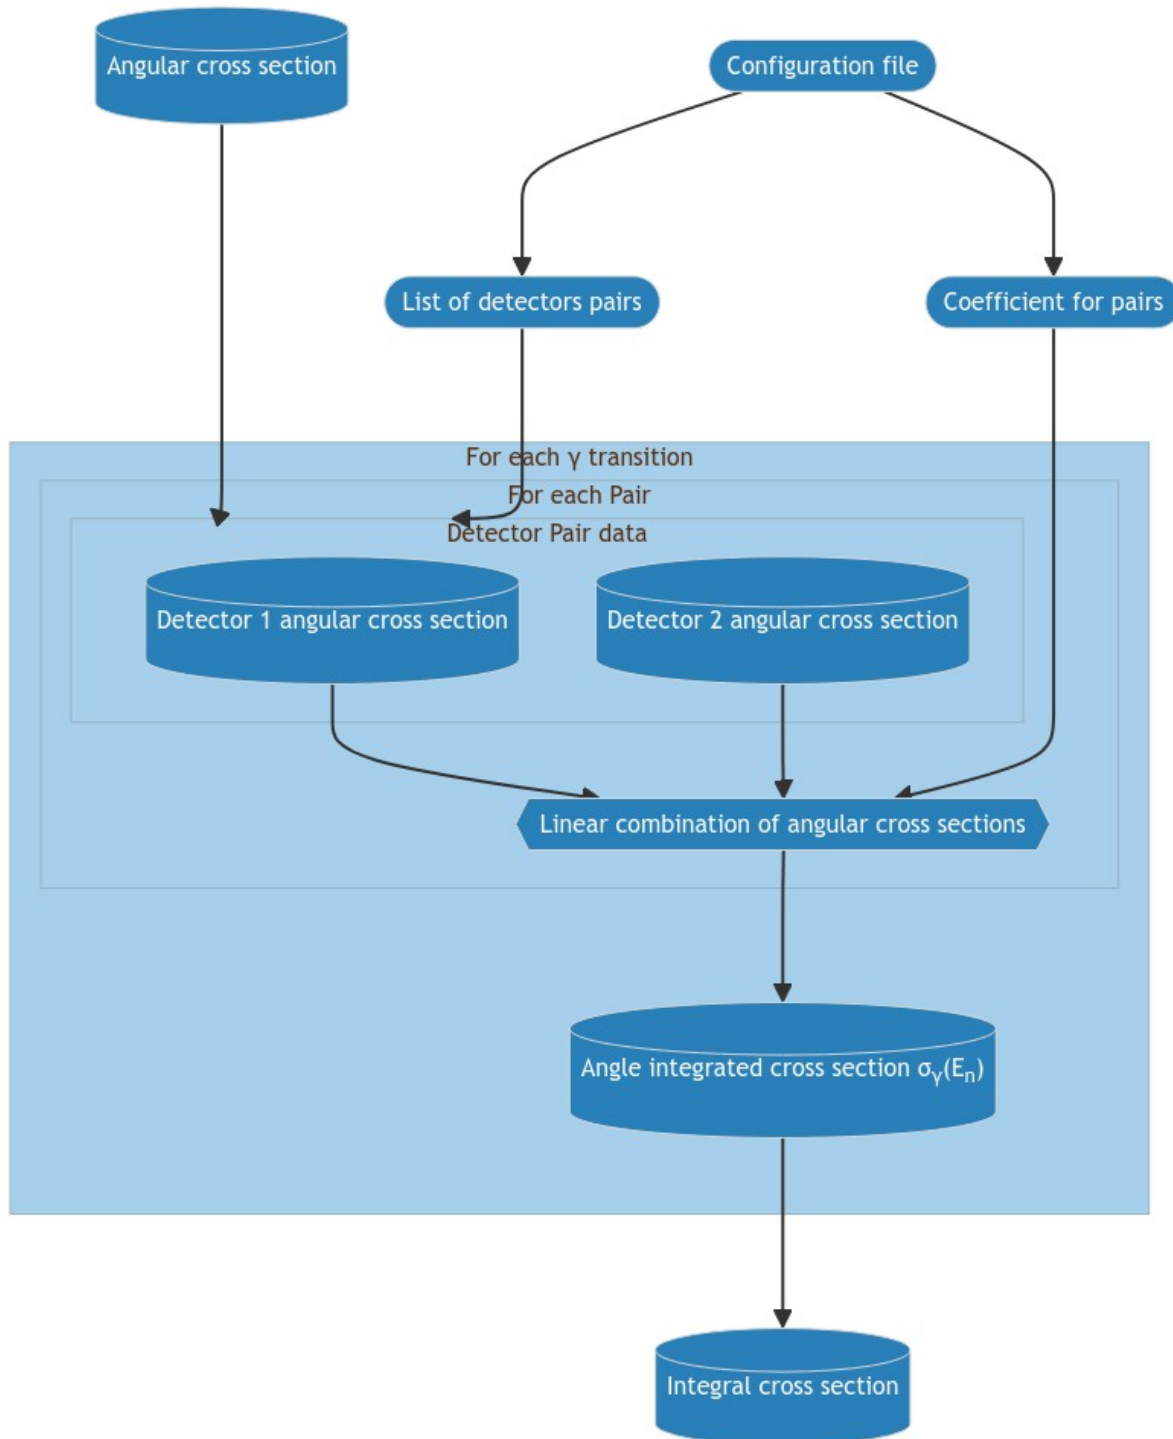 Angular cross section
Configuration file
List of detectors pairs
Coefficient for pairs
For each γ transition
For each Pair
Detector Pair data
Detector 1 angular cross section
Detector 2 angular cross section
Linear combination of angular cross sections
Angle integrated cross section σγ(En)
Integral cross section